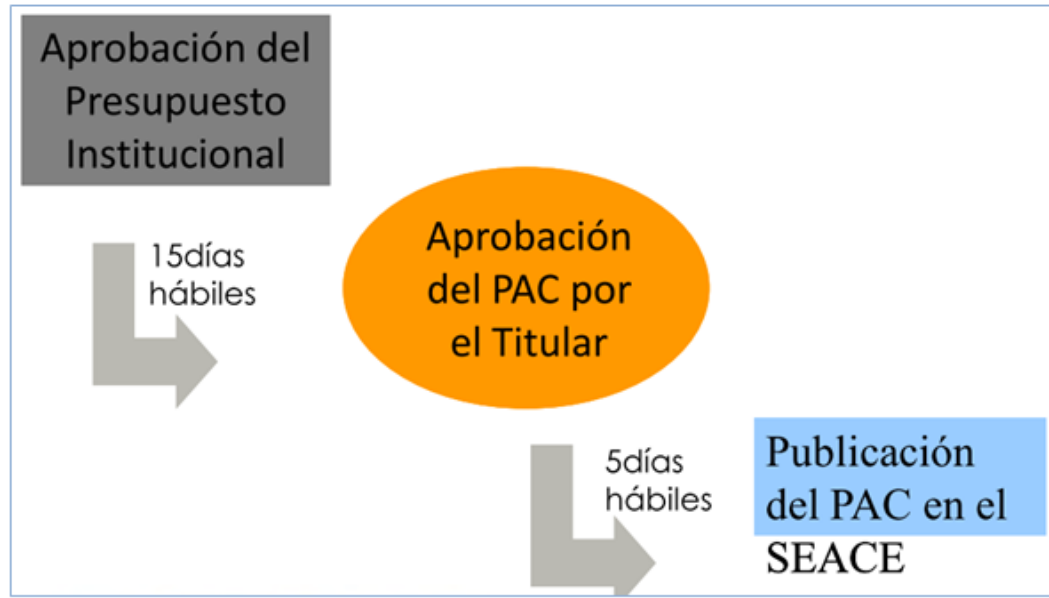 Aprobación del
Presupuesto
Institucional
15días
hábiles
Aprobación
del PAC por
el Titular
5días
hábiles
Publicación
del PAC en el
SEACE